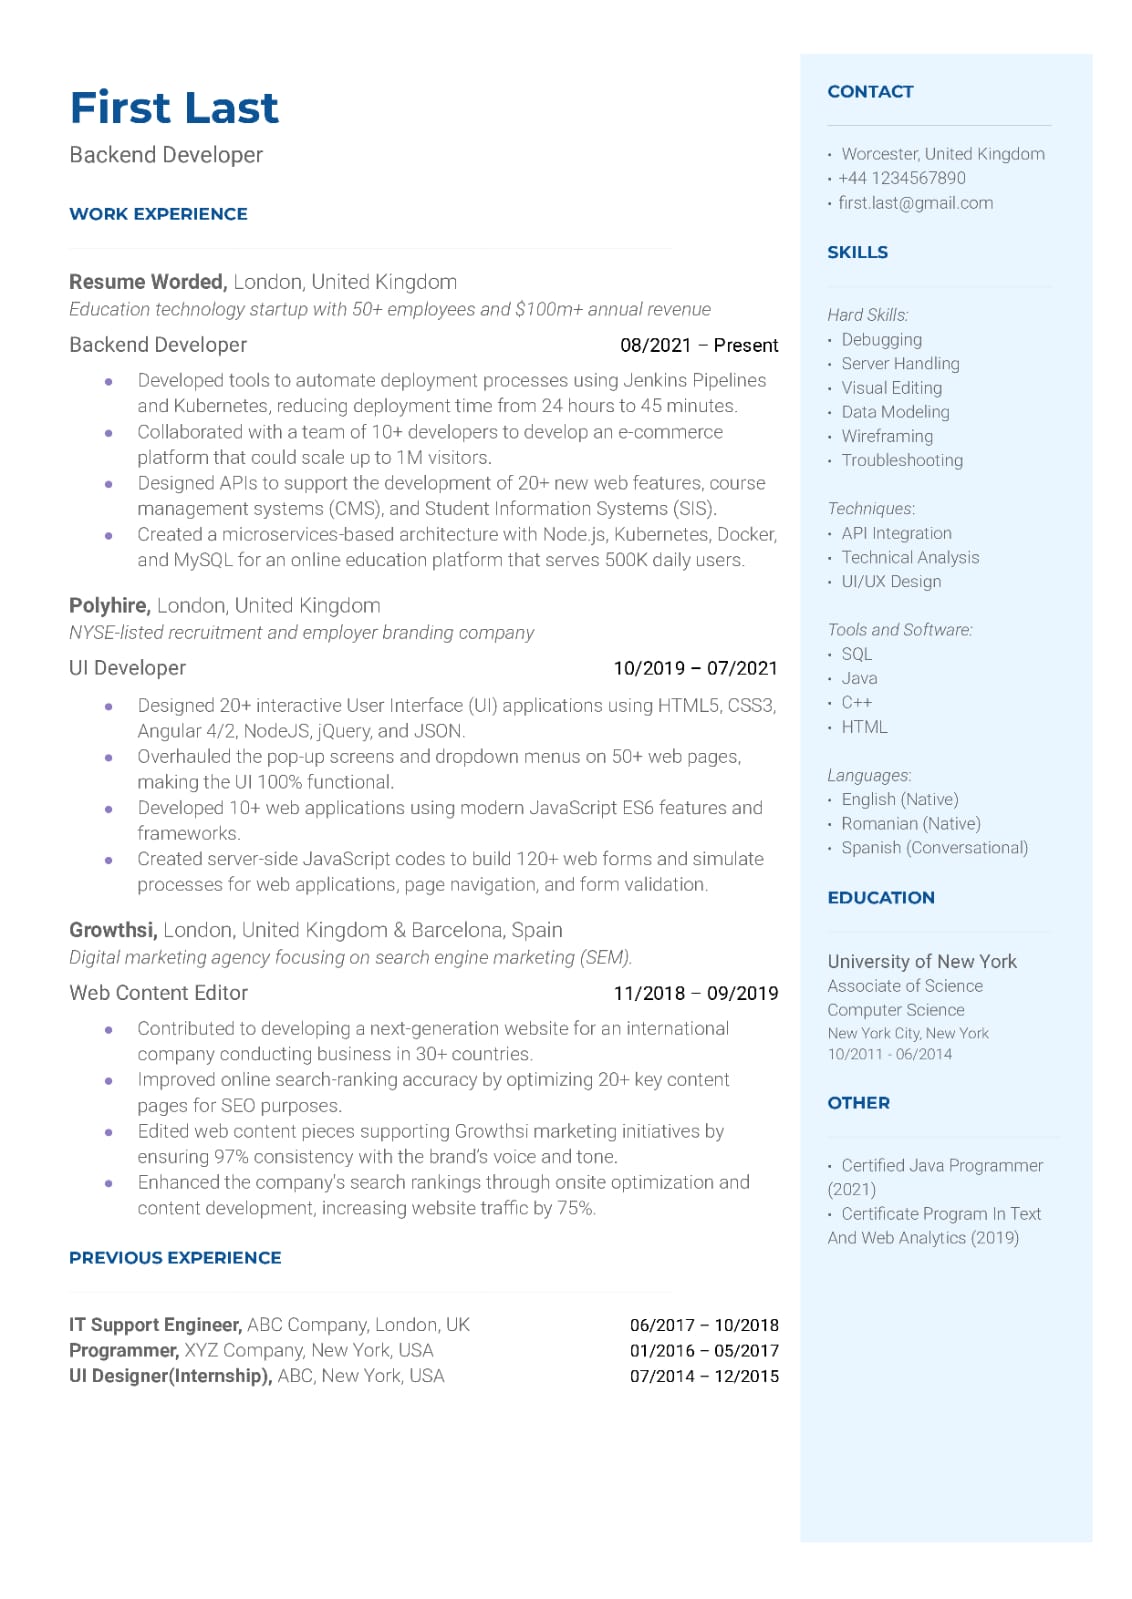 First Last
Backend Developer
WORK EXPERIENCE
Resume Worded, London, United Kingdom
Education technology startup with 50+ employees and $100m+ annual revenue
Backend Developer 08/2021 – Present
• Developed tools to automate deployment processes using Jenkins Pipelines
and Kubernetes, reducing deployment time from 24 hours to 45 minutes.
• Collaborated with a team of 10+ developers to develop an e-commerce
platform that could scale up to 1M visitors.
• Designed APIs to support the development of 20+ new web features, course
management systems (CMS), and Student Information Systems (SIS).
• Created a microservices-based architecture with Node.js, Kubernetes, Docker,
and MySQL for an online education platform that serves 500K daily users.
Polyhire, London, United Kingdom
NYSE-listed recruitment and employer branding company
UI Developer 10/2019 – 07/2021
• Designed 20+ interactive User Interface (UI) applications using HTML5, CSS3,
Angular 4/2, NodeJS, jQuery, and JSON.
• Overhauled the pop-up screens and dropdown menus on 50+ web pages,
making the UI 100% functional.
• Developed 10+ web applications using modern JavaScript ES6 features and
frameworks.
• Created server-side JavaScript codes to build 120+ web forms and simulate
processes for web applications, page navigation, and form validation.
Growthsi, London, United Kingdom & Barcelona, Spain
Digital marketing agency focusing on search engine marketing (SEM).
Web Content Editor 11/2018 – 09/2019
• Contributed to developing a next-generation website for an international
company conducting business in 30+ countries.
• Improved online search-ranking accuracy by optimizing 20+ key content
pages for SEO purposes.
• Edited web content pieces supporting Growthsi marketing initiatives by
ensuring 97% consistency with the brand's voice and tone.
• Enhanced the company's search rankings through onsite optimization and
content development, increasing website traffic by 75%.
PREVIOUS EXPERIENCE
IT Support Engineer, ABC Company, London, UK 06/2017 – 10/2018
Programmer, XYZ Company, New York, USA 01/2016 – 05/2017
UI Designer(Internship), ABC, New York, USA 07/2014 – 12/2015
CONTACT
• Worcester, United Kingdom
• +44 1234567890
• first.last@gmail.com
SKILLS
Hard Skills:
• Debugging
• Server Handling
• Visual Editing
• Data Modeling
• Wireframing
• Troubleshooting
Techniques:
• API Integration
• Technical Analysis
• UI/UX Design
Tools and Software:
• SQL
• Java
• C++
• HTML
Languages:
• English (Native)
• Romanian (Native)
• Spanish (Conversational)
EDUCATION
University of New York
Associate of Science
Computer Science
New York City, New York
10/2011 - 06/2014
OTHER
• Certified Java Programmer
(2021)
• Certificate Program In Text
And Web Analytics (2019)